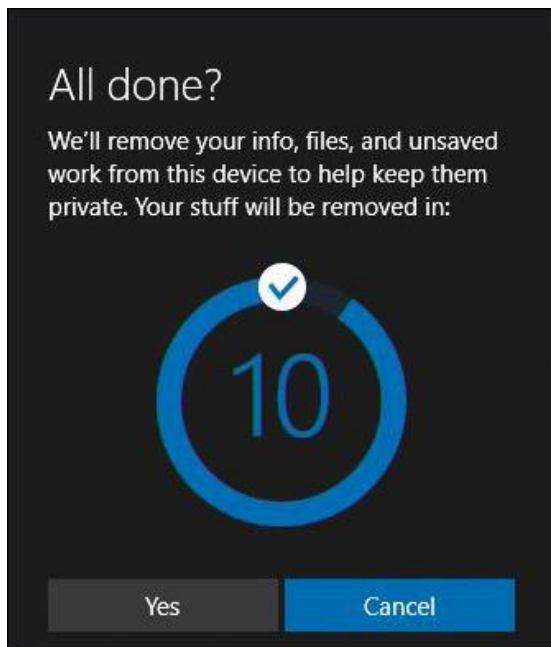 All done?
We'll remove your info, files, and unsaved
work from this device to help keep them
private. Your stuff will be removed in:
10
Yes
Cancel